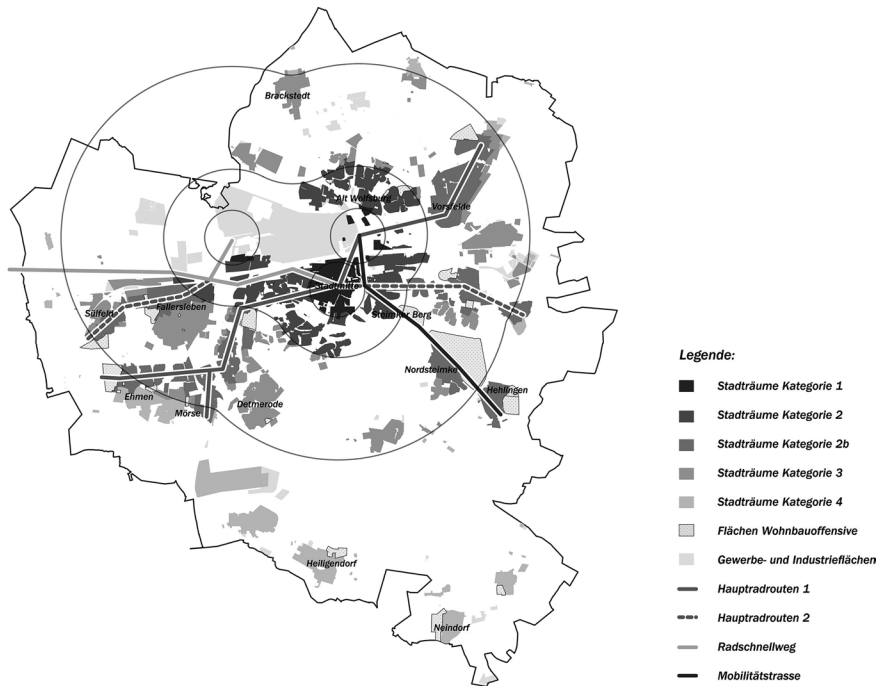 Brackstedt
Alt Wolfsburg
Vorsfelde
Stadtmitte
Fallersleben
Sülfeld
Steimker Berg
Nordsteimke
Hehlingen
Ehmen
Mörse
Detmerode
Heiligendorf
Neindorf
Legende:
Stadträume Kategorie 1
Stadträume Kategorie 2
Stadträume Kategorie 2b
Stadträume Kategorie 3
Stadträume Kategorie 4
Flächen Wohnbauoffensive
Gewerbe- und Industrieflächen
Hauptradrouten 1
Hauptradrouten 2
Radschnellweg
Mobilitätstrasse